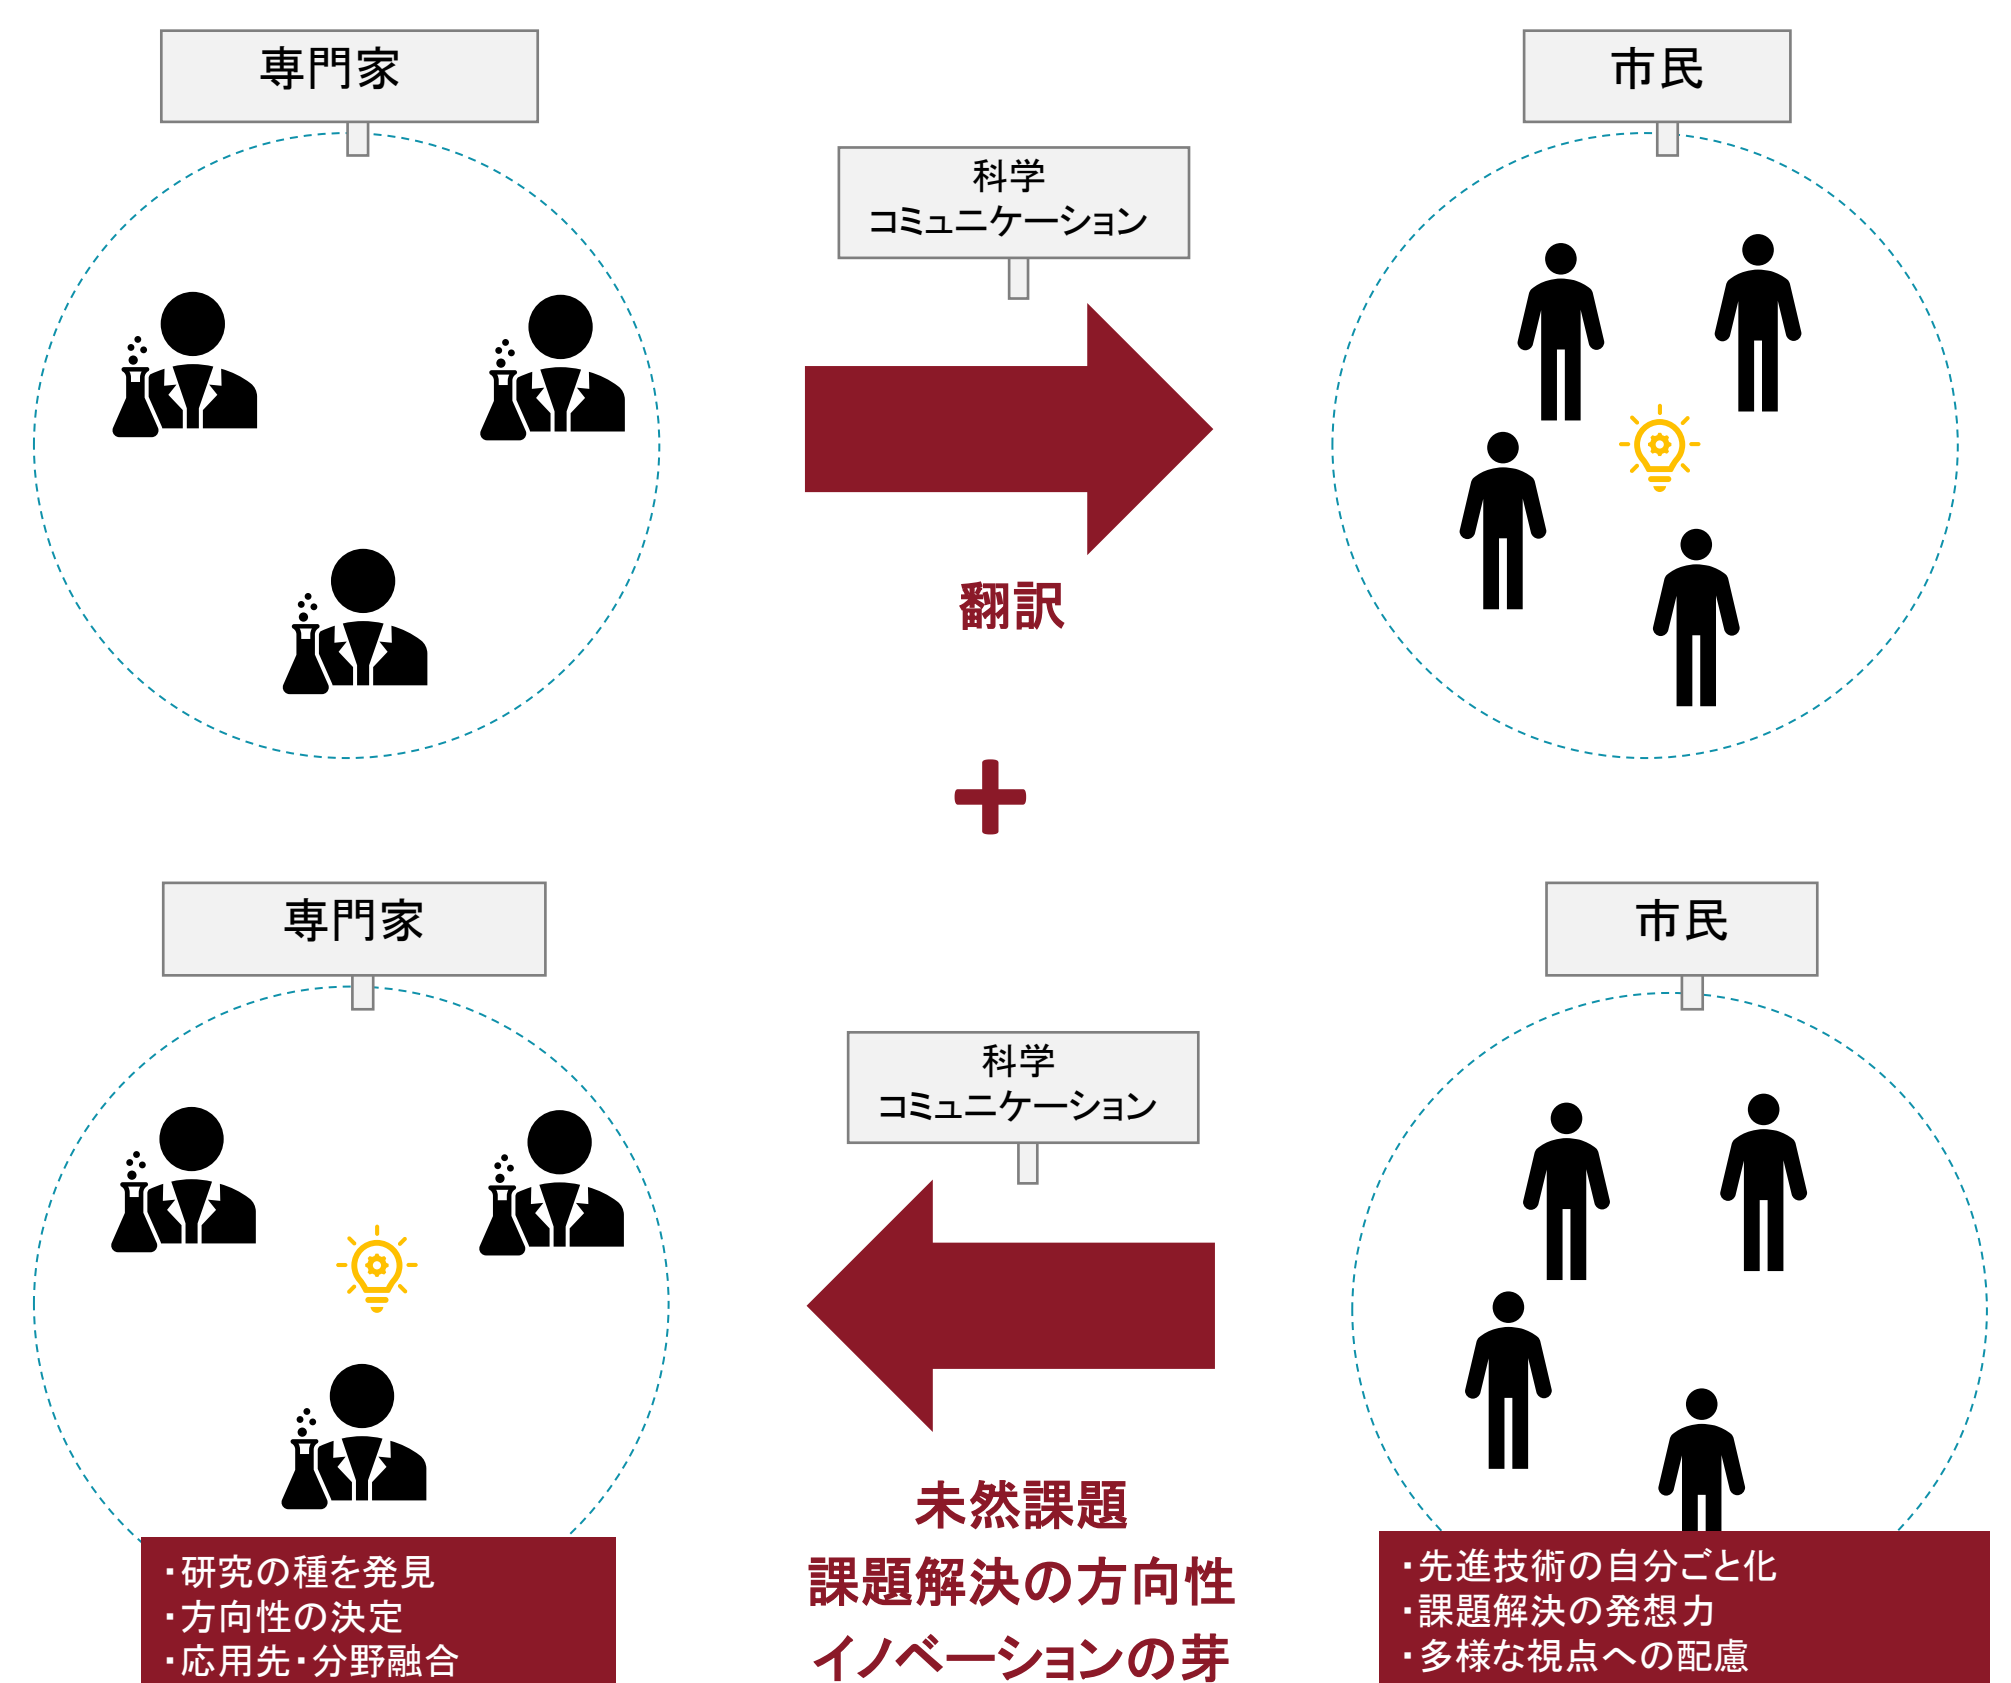 専門家
市民
科学
コミュニケーション
翻訳
+
専門家
市民
科学
コミュニケーション
未然課題
課題解決の方向性
イノベーションの芽
・研究の種を発見
・方向性の決定
・応用先・分野融合
・先進技術の自分ごと化
・課題解決の発想力
・多様な視点への配慮